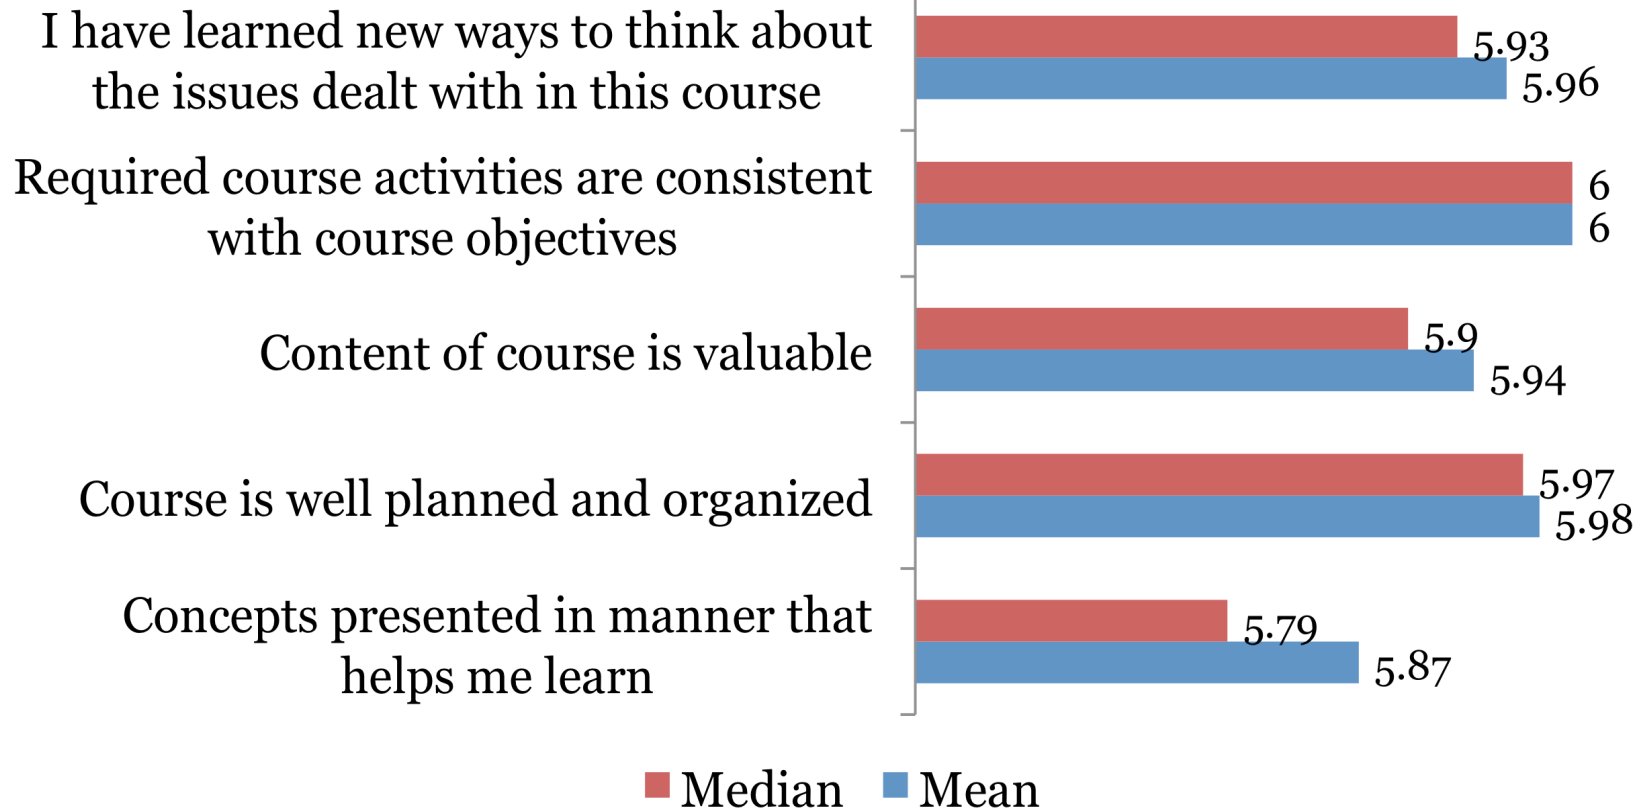 I have learned new ways to think about
the issues dealt with in this course
5.93
5.96
Required course activities are consistent
with course objectives
6
6
Content of course is valuable
5.9
5.94
Course is well planned and organized
5.97
5.98
Concepts presented in manner that
helps me learn
5.79
5.87
Median Mean